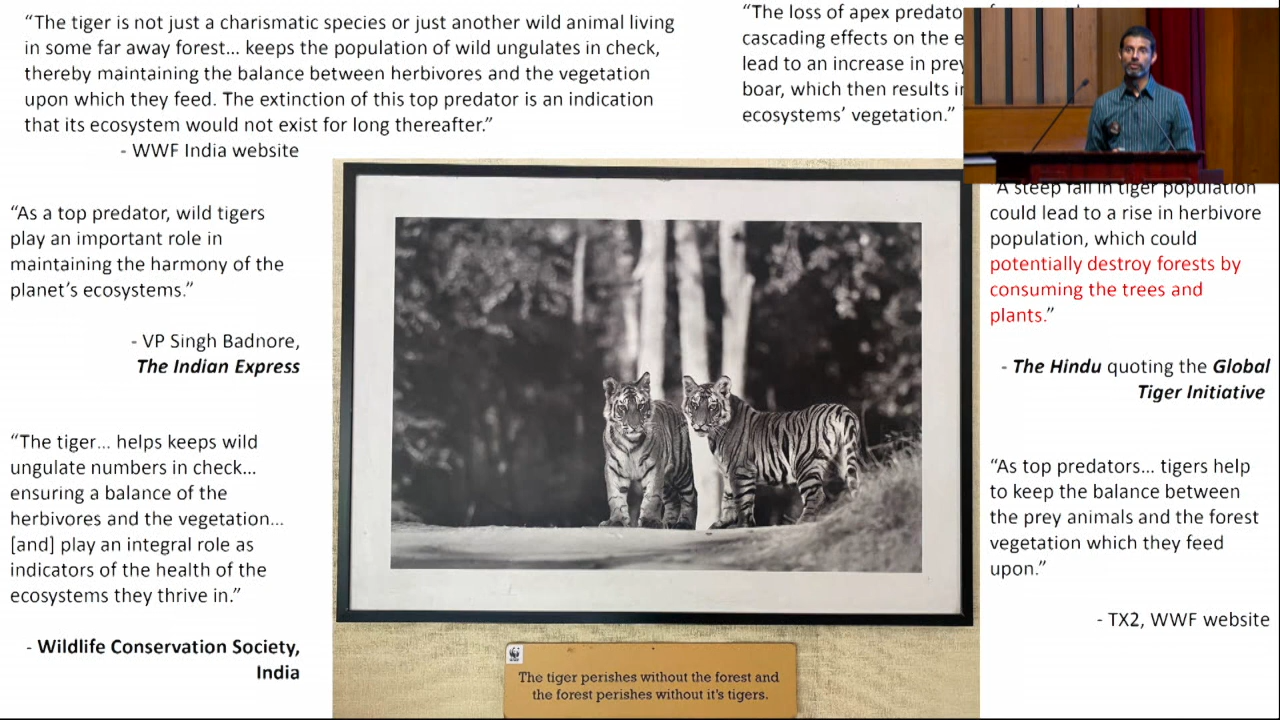 “The tiger is not just a charismatic species or just another wild animal living
in some far away forest... keeps the population of wild ungulates in check,
thereby maintaining the balance between herbivores and the vegetation
upon which they feed. The extinction of this top predator is an indication
that its ecosystem would not exist for long thereafter.”
- WWF India website
“The loss of apex
cascading effects on the
lead to an increase in
boar, which then results
ecosystems’ vegetation.”
“As a top predator, wild tigers
play an important role in
maintaining the harmony of the
planet’s ecosystems.”
- VP Singh Badnore,
The Indian Express
“The tiger... helps keeps wild
ungulate numbers in check...
ensuring a balance of the
herbivores and the vegetation...
[and] play an integral role as
indicators of the health of the
ecosystems they thrive in.”
- Wildlife Conservation Society,
India
“A steep fall in tiger population
could lead to a rise in herbivore
population, which could
potentially destroy forests by
consuming the trees and
plants.”
- The Hindu quoting the Global
Tiger Initiative
“As top predators... tigers help
to keep the balance between
the prey animals and the forest
vegetation which they feed
upon.”
- TX2, WWF website
WWF
The tiger perishes without the forest and
the forest perishes without it's tigers.